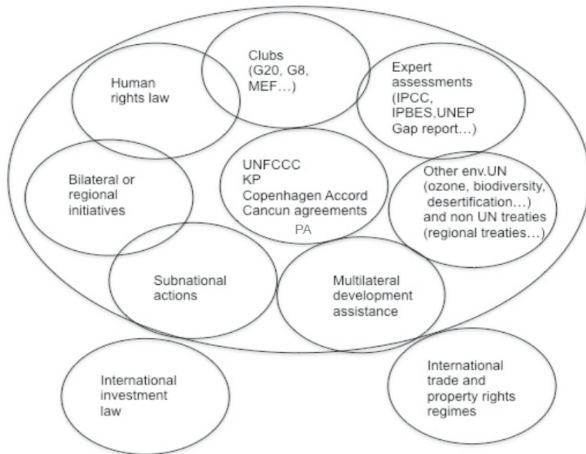 Clubs
(G20, G8,
MEF…)
Human
rights law
Expert
assessments
(IPCC,
IPBES,UNEP
Gap report…)
UNFCCC
KP
Copenhagen Accord
Cancun agreements
PA
Bilateral or
regional
initiatives
Other env.UN
(ozone, biodiversity,
desertification…)
and non UN treaties
(regional treaties…)
Subnational
actions
Multilateral
development
assistance
International
investment
law
International
trade and
property rights
regimes